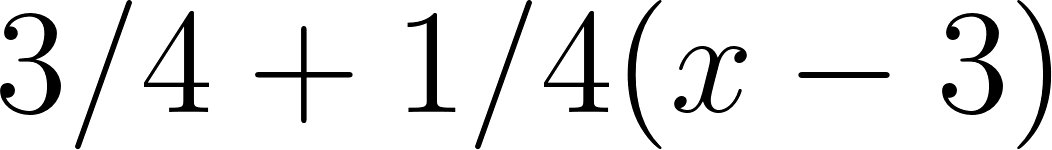 3/4 + 1/4(x − 3)